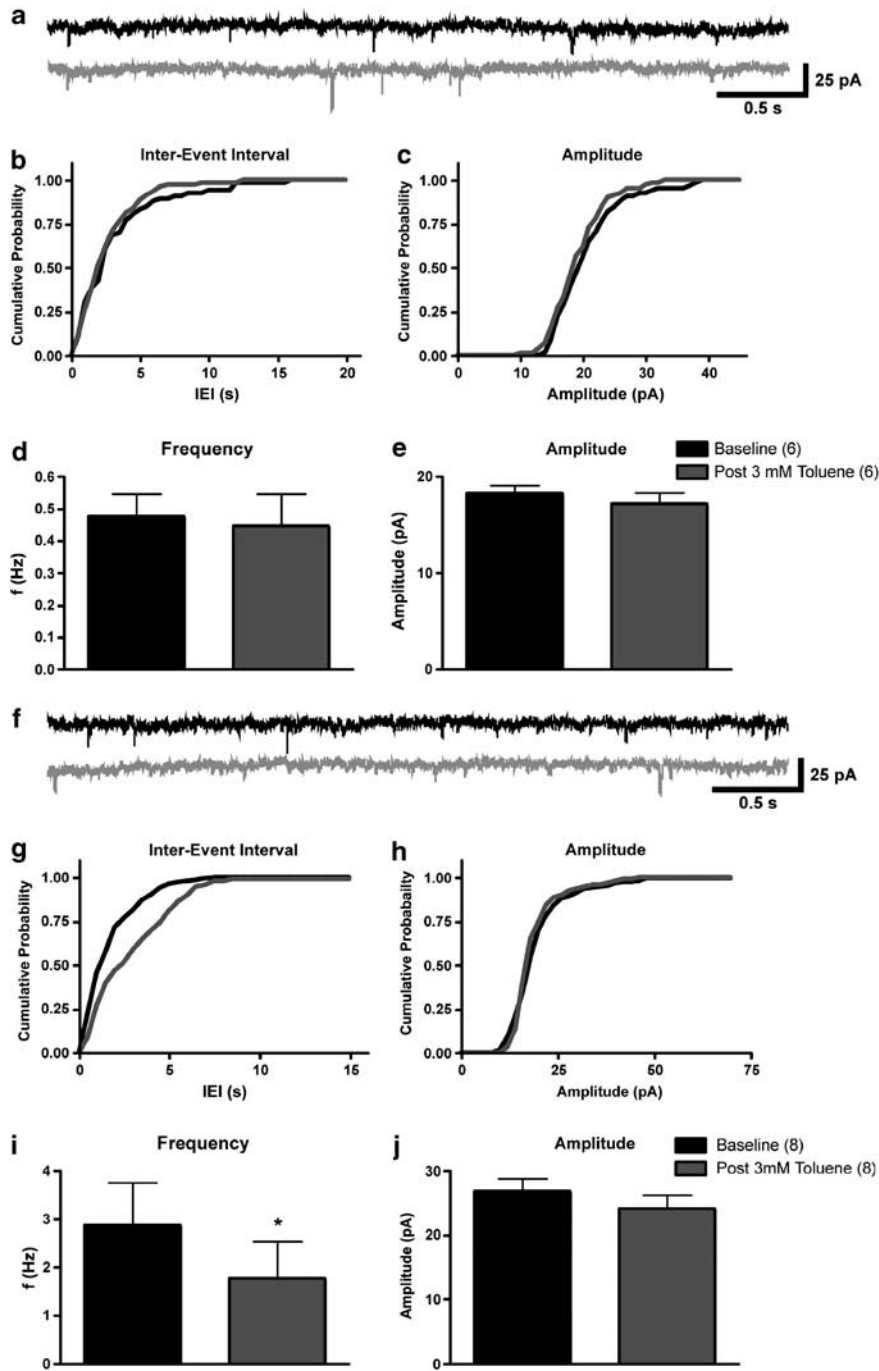 a
25 pA
0.5 s
b
Inter-Event Interval
Cumulative Probability
1.00
0.75
0.50
0.25
0.00
0
5
10
15
20
IEI (s)
c
Amplitude
Cumulative Probability
1.00
0.75
0.50
0.25
0.00
0
10
20
30
40
Amplitude (pA)
d
Frequency
f (Hz)
0.6
0.5
0.4
0.3
0.2
0.1
0.0
e
Amplitude
Amplitude (pA)
20
10
0
Baseline (6)
Post 3 mM Toluene (6)
f
25 pA
0.5 s
g
Inter-Event Interval
Cumulative Probability
1.00
0.75
0.50
0.25
0.00
0
5
10
15
IEI (s)
h
Amplitude
Cumulative Probabaility
1.00
0.75
0.50
0.25
0.00
0
25
50
75
Amplitude (pA)
i
Frequency
f (Hz)
4
3
2
1
0
*
j
Amplitude
Amplitude (pA)
30
20
10
0
Baseline (8)
Post 3mM Toluene (8)